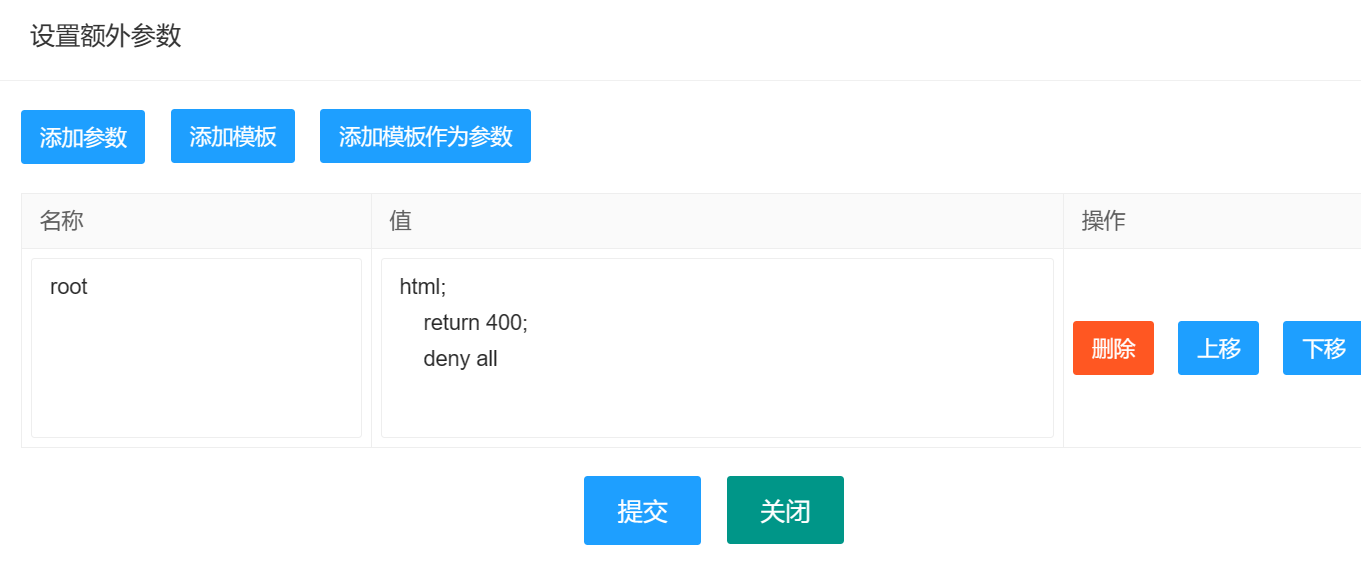 设置额外参数
添加参数 添加模板 添加模板作为参数
名称 值 操作
root html;
return 400;
deny all
删除 上移 下移
提交 关闭